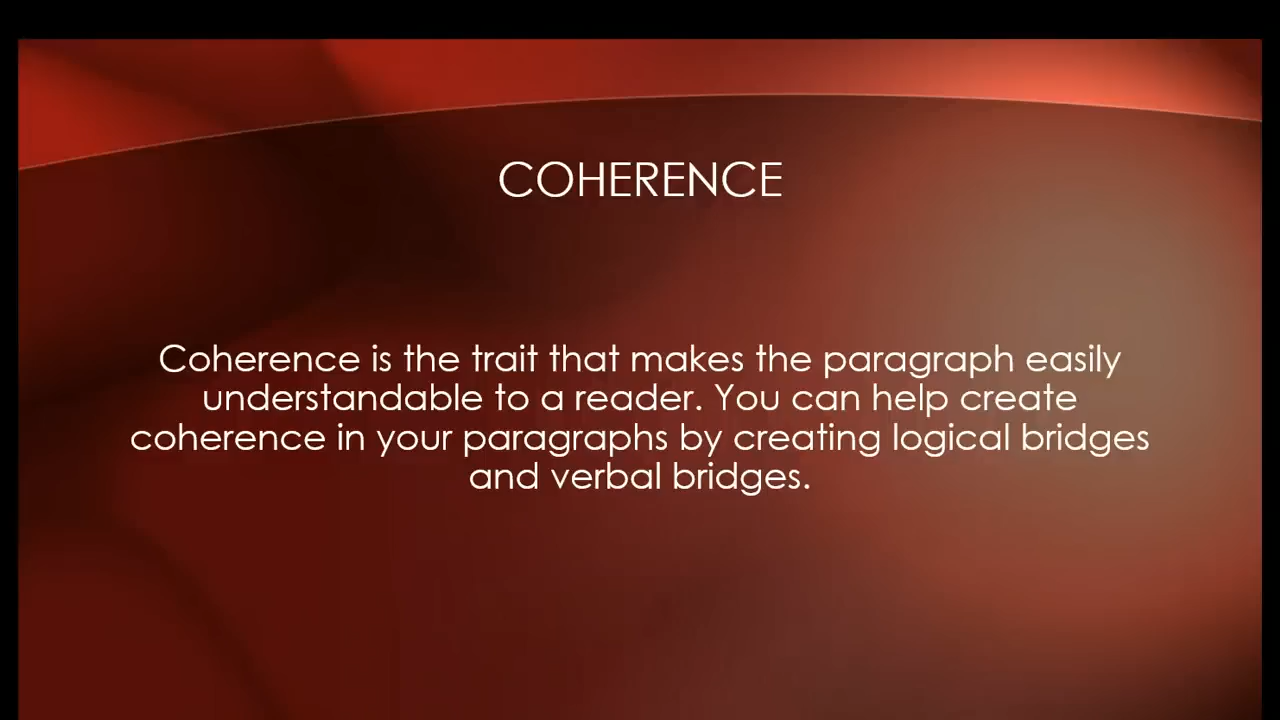 COHERENCE
Coherence is the trait that makes the paragraph easily
understandable to a reader. You can help create
coherence in your paragraphs by creating logical bridges
and verbal bridges.